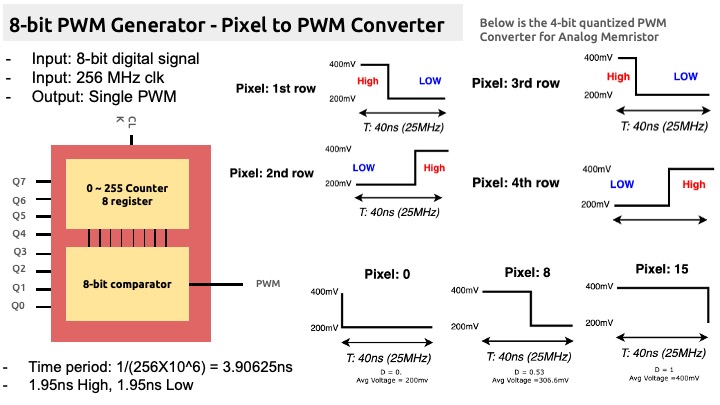 8-bit PWM Generator - Pixel to PWM Converter
Below is the 4-bit quantized PWM
Converter for Analog Memristor
- Input: 8-bit digital signal
- Input: 256 MHz clk
- Output: Single PWM
CL
K
Q7
Q6
Q5
Q4
Q3
Q2
Q1
Q0
0 ~ 255 Counter
8 register
8-bit comparator
PWM
- Time period: 1/(256X10^6) = 3.90625ns
- 1.95ns High, 1.95ns Low
Pixel: 1st row
400mV
High
LOW
200mV
T: 40ns (25MHz)
Pixel: 3rd row
400mV
High
LOW
200mV
T: 40ns (25MHz)
Pixel: 2nd row
400mV
LOW
High
200mV
T: 40ns (25MHz)
Pixel: 4th row
400mV
LOW
High
200mV
T: 40ns (25MHz)
Pixel: 0
400mV
200mV
T: 40ns (25MHz)
D = 0.
Avg Voltage = 200mv
Pixel: 8
400mV
200mV
T: 40ns (25MHz)
D = 0.53
Avg Voltage =306.6mV
Pixel: 15
400mV
200mV
T: 40ns (25MHz)
D = 1
Avg Voltage =400mV